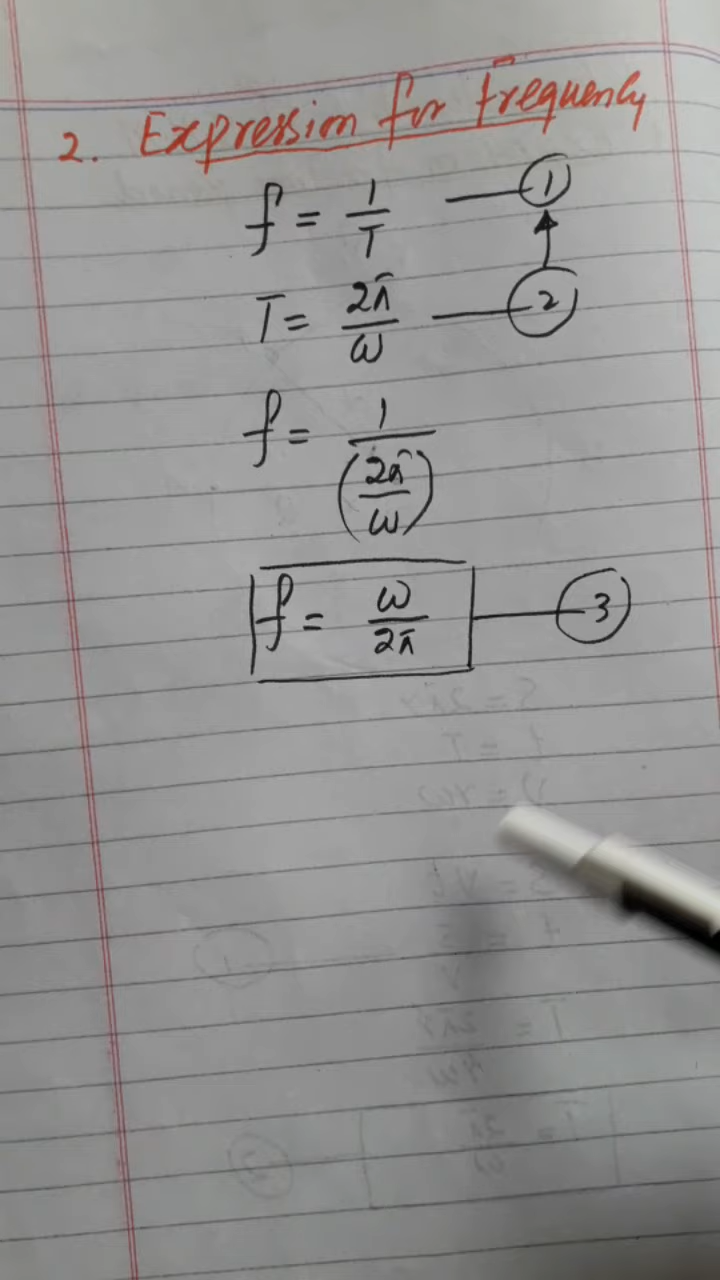 2. Expression for Frequency
f = 1/T —①
T = 2π/ω —②
f = 1/(2π/ω)
f = ω/2π —③